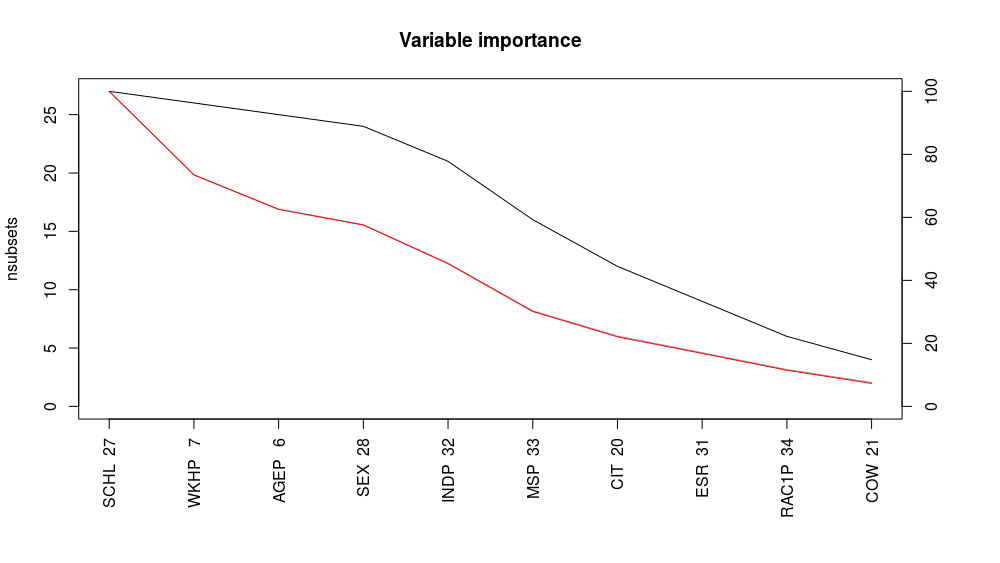 Variable importance
nsubsets
0
5
10
15
20
25
0
20
40
60
80
100
SCHL 27
WKHP 7
AGEP 6
SEX 28
INDP 32
MSP 33
CIT 20
ESR 31
RAC1P 34
COW 21